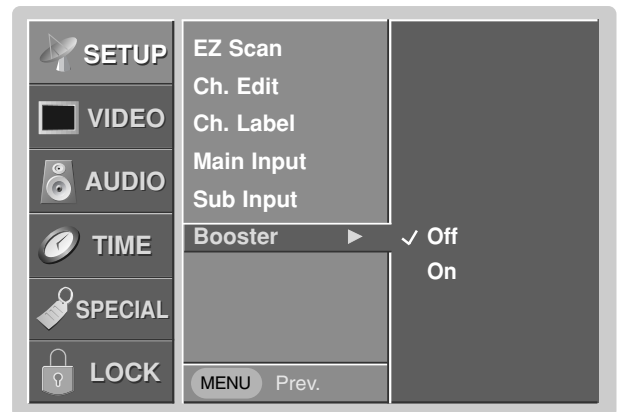 SETUP
VIDEO
AUDIO
TIME
SPECIAL
LOCK
EZ Scan
Ch. Edit
Ch. Label
Main Input
Sub Input
Booster ►
MENU Prev.
✓ Off
On